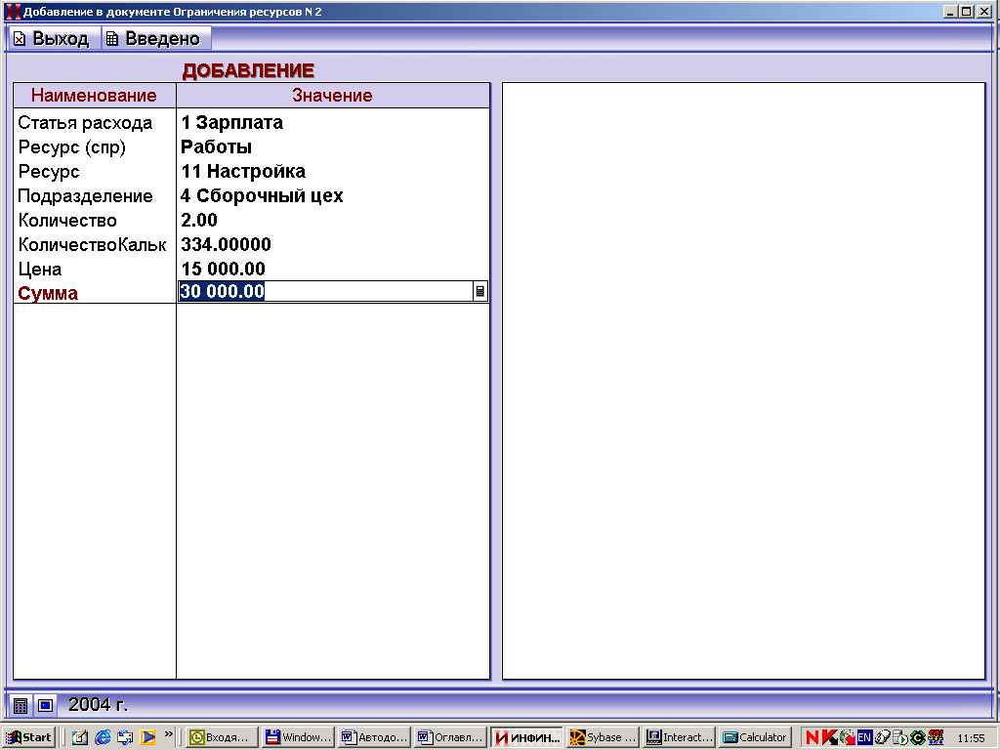 Добавление в документе Ограничения ресурсов N 2
Выход Введено
ДОБАВЛЕНИЕ
Наименование Значение
Статья расхода 1 Зарплата
Ресурс (спр) Работы
Ресурс 11 Настройка
Подразделение 4 Сборочный цех
Количество 2.00
КоличествоКальк 334.00000
Цена 15 000.00
Сумма 30 000.00
2004 г.
Start » Входя... Window... Автодо... Оглавл... ИНФИН... Sybase ... Interact... Calculator EN 11:55